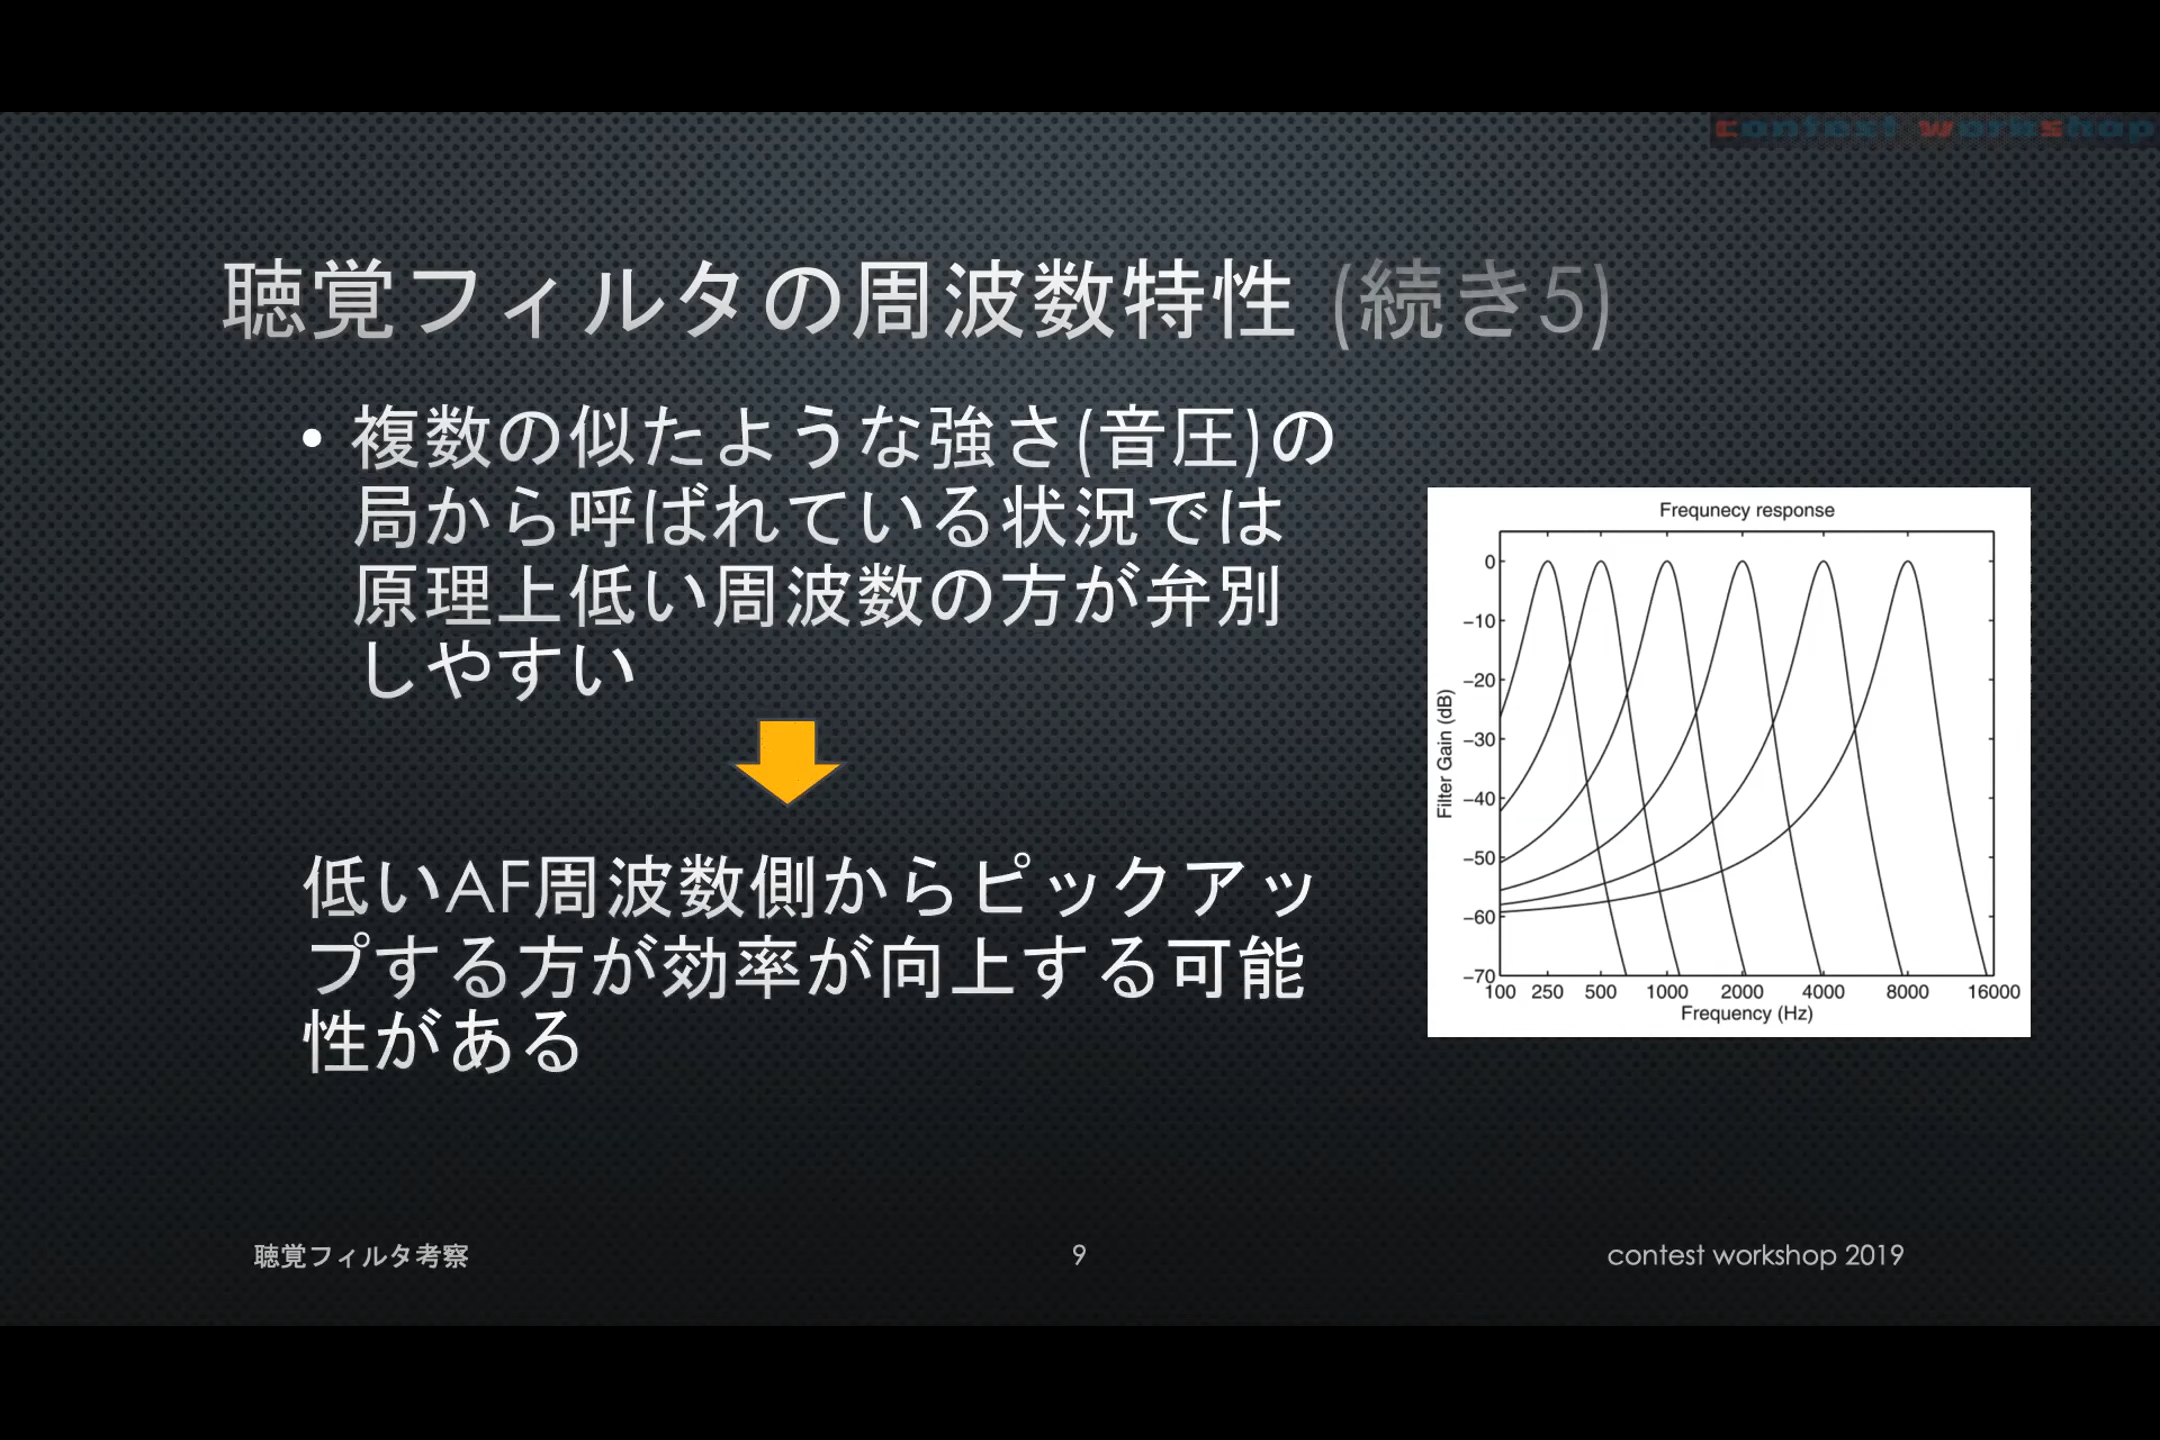 contest workshop
聴覚フィルタの周波数特性 (続き5)
• 複数の似たような強さ(音圧)の
局から呼ばれている状況では
原理上低い周波数の方が弁別
しやすい
低いAF周波数側からピックアッ
プする方が効率が向上する可能
性がある
Frequnecy response
Filter Gain (dB)
0
−10
−20
−30
−40
−50
−60
−70
100 250 500 1000 2000 4000 8000 16000
Frequency (Hz)
聴覚フィルタ考察
9
contest workshop 2019